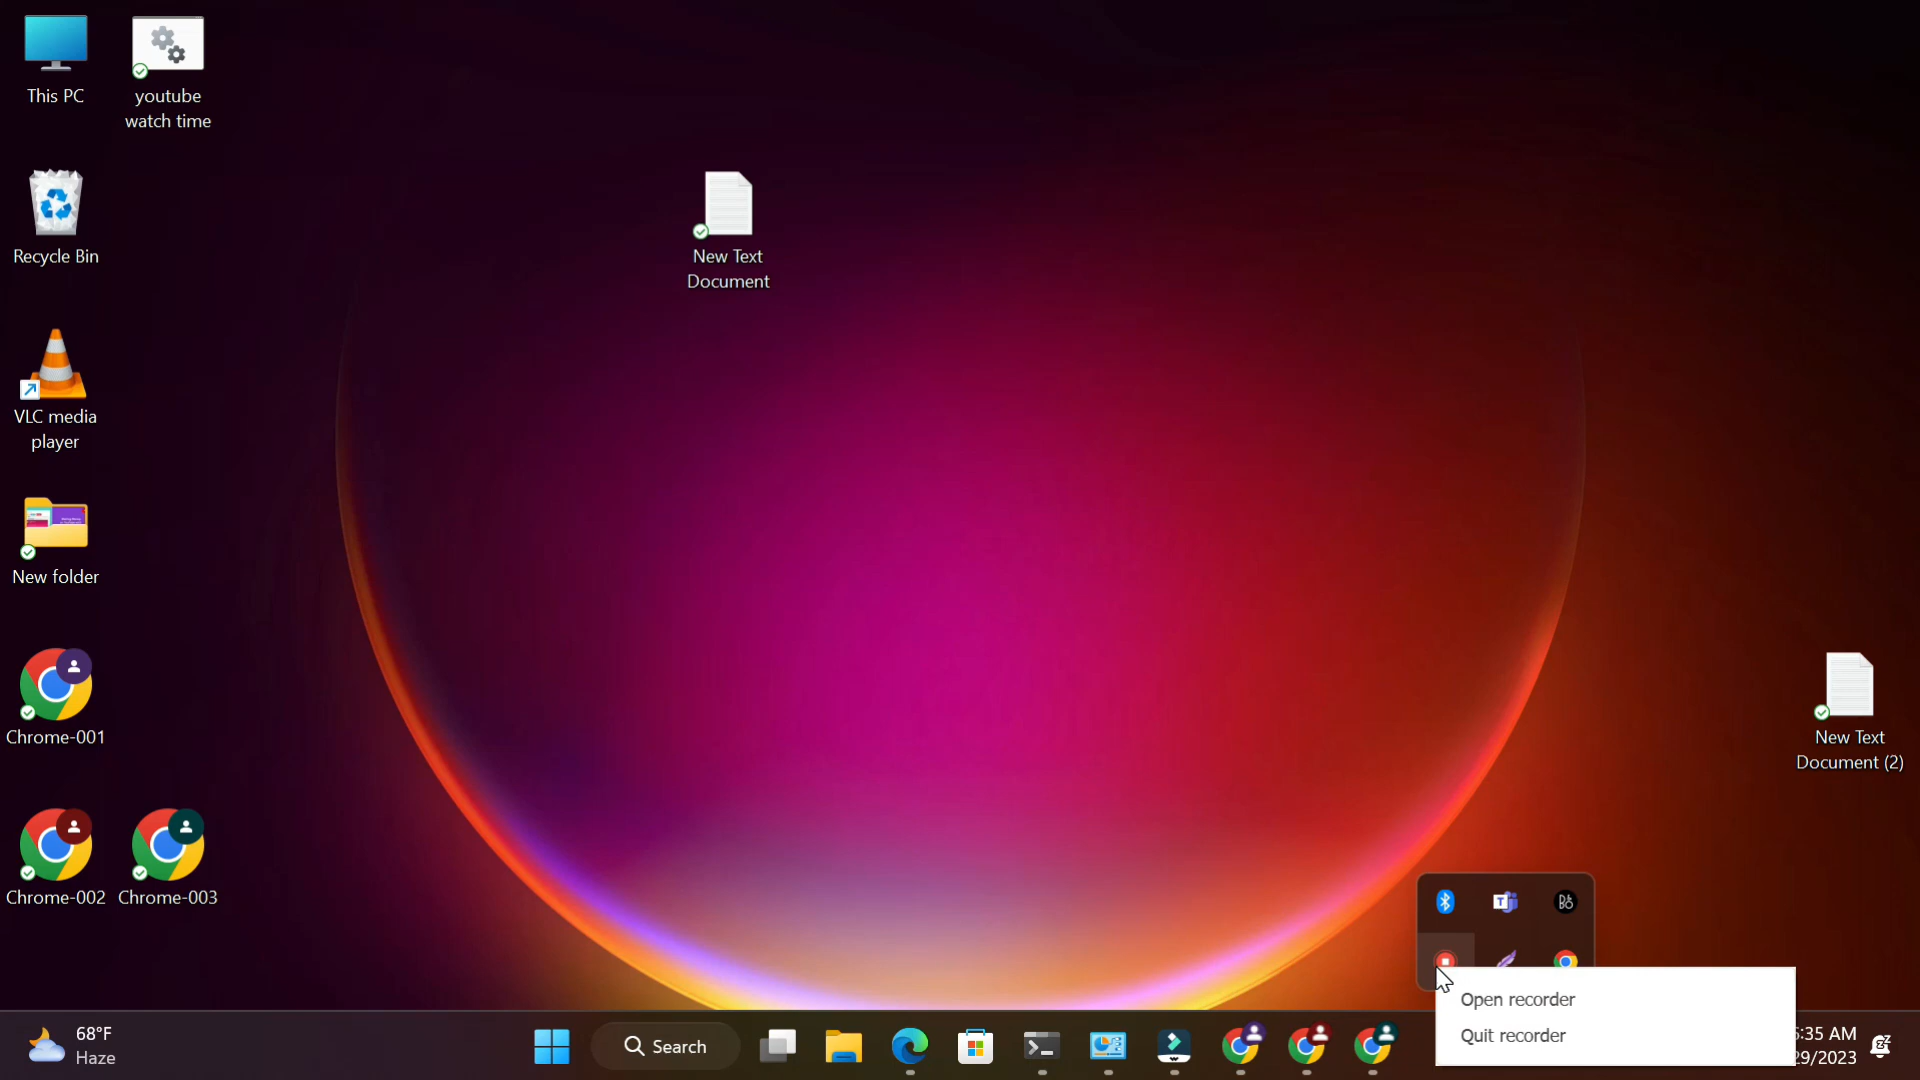 This PC
youtube
watch time
Recycle Bin
New Text
Document
VLC media
player
New folder
Chrome-001
New Text
Document (2)
Chrome-002
Chrome-003
Open recorder
Quit recorder
68°F
Haze
Search
:35 AM
29/2023